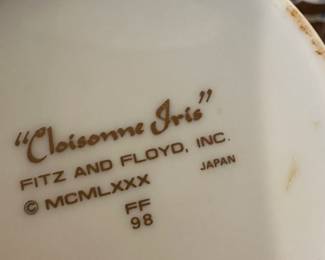 "Cloisonne Iris"
FITZ AND FLOYD, INC.
© MCMLXXX JAPAN
FF
98